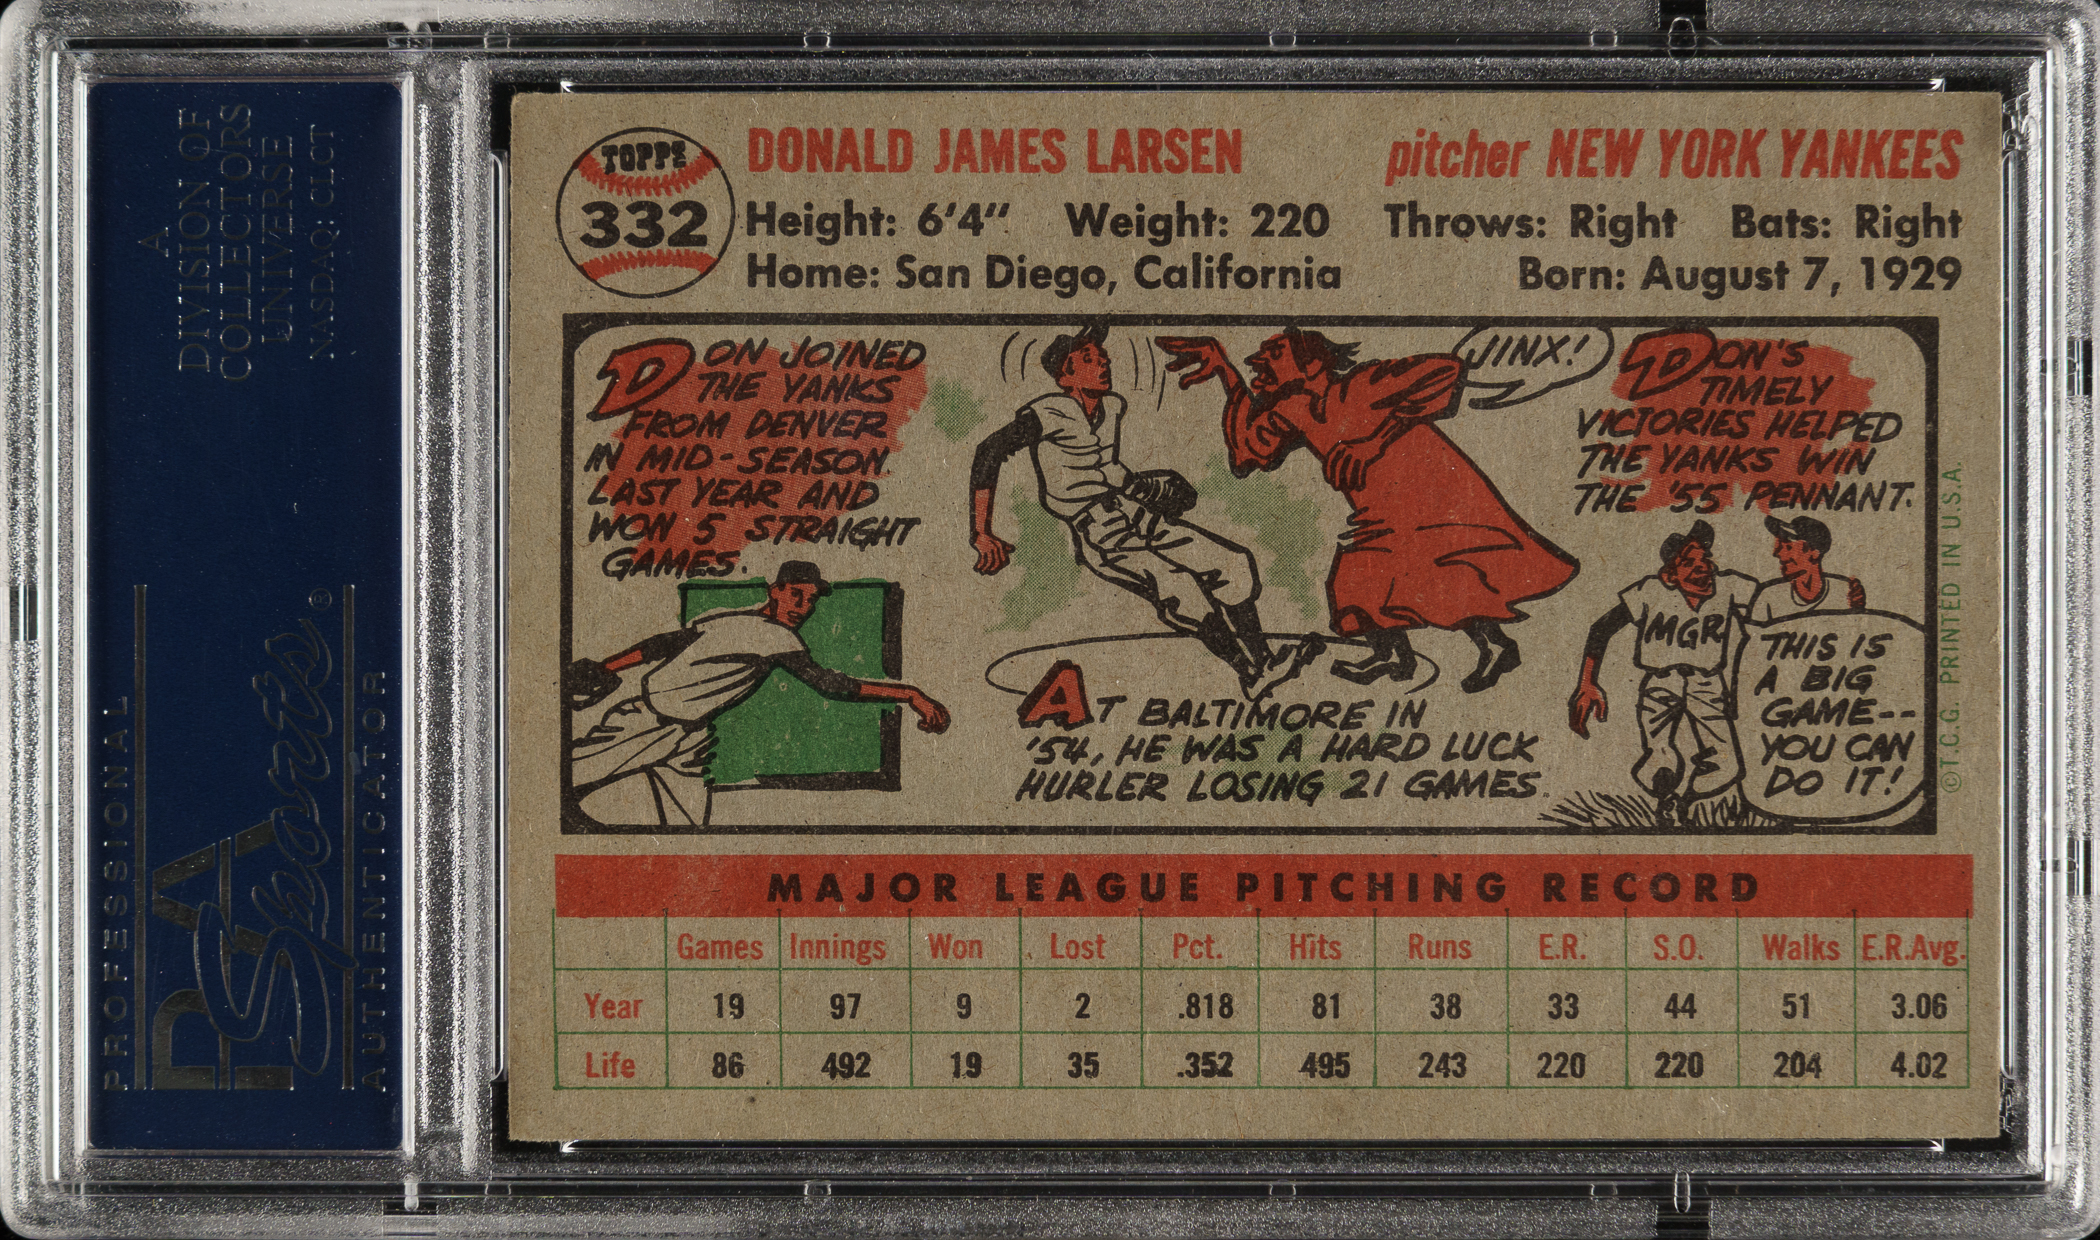 A
DIVISION OF
COLLECTORS
UNIVERSE
NASDAQ: CLCT
PROFESSIONAL
PSA
Sports®
AUTHENTICATOR
TOPPS
332
DONALD JAMES LARSEN
pitcher NEW YORK YANKEES
Height: 6'4" Weight: 220 Throws: Right Bats: Right
Home: San Diego, California Born: August 7, 1929
DON JOINED
THE YANKS
FROM DENVER
IN MID-SEASON
LAST YEAR AND
WON 5 STRAIGHT
GAMES.
JINX!
AT BALTIMORE IN
'54, HE WAS A HARD LUCK
HURLER LOSING 21 GAMES.
DON'S
TIMELY
VICTORIES HELPED
THE YANKS WIN
THE '55 PENNANT.
MGR
THIS IS
A BIG
GAME--
YOU CAN
DO IT!
©T.C.G. PRINTED IN U.S.A.
MAJOR LEAGUE PITCHING RECORD
Games Innings Won Lost Pct. Hits Runs E.R. S.O. Walks E.R.Avg.
Year 19 97 9 2 .818 81 38 33 44 51 3.06
Life 86 492 19 35 .352 495 243 220 220 204 4.02